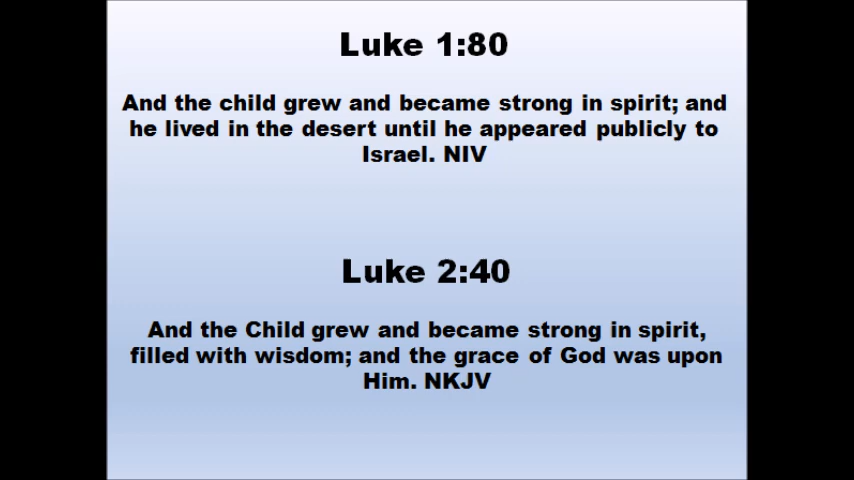 Luke 1:80
And the child grew and became strong in spirit; and
he lived in the desert until he appeared publicly to
Israel. NIV
Luke 2:40
And the Child grew and became strong in spirit,
filled with wisdom; and the grace of God was upon
Him. NKJV